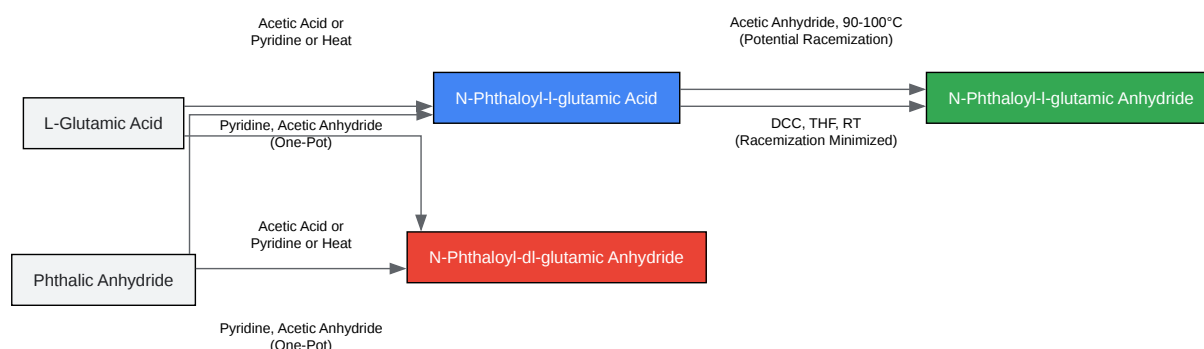 Acetic Acid or
Pyridine or Heat
Acetic Anhydride, 90-100°C
(Potential Racemization)
L-Glutamic Acid
N-Phthaloyl-l-glutamic Acid
N-Phthaloyl-l-glutamic Anhydride
Pyridine, Acetic Anhydride
(One-Pot)
DCC, THF, RT
(Racemization Minimized)
Acetic Acid or
Pyridine or Heat
N-Phthaloyl-dl-glutamic Anhydride
Phthalic Anhydride
Pyridine, Acetic Anhydride
(One-Pot)